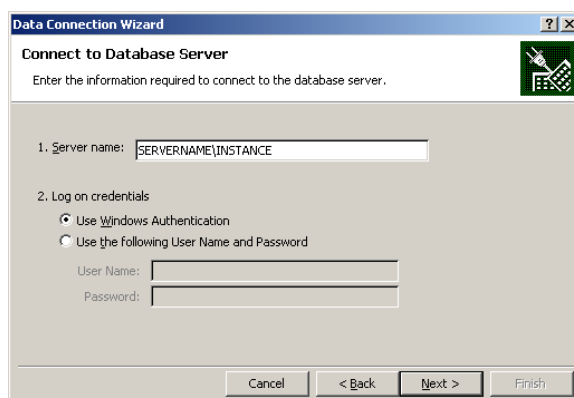 Data Connection Wizard
Connect to Database Server
Enter the information required to connect to the database server.
1. Server name: SERVERNAME\INSTANCE
2. Log on credentials
Use Windows Authentication
Use the following User Name and Password
User Name:
Password:
Cancel < Back Next > Finish